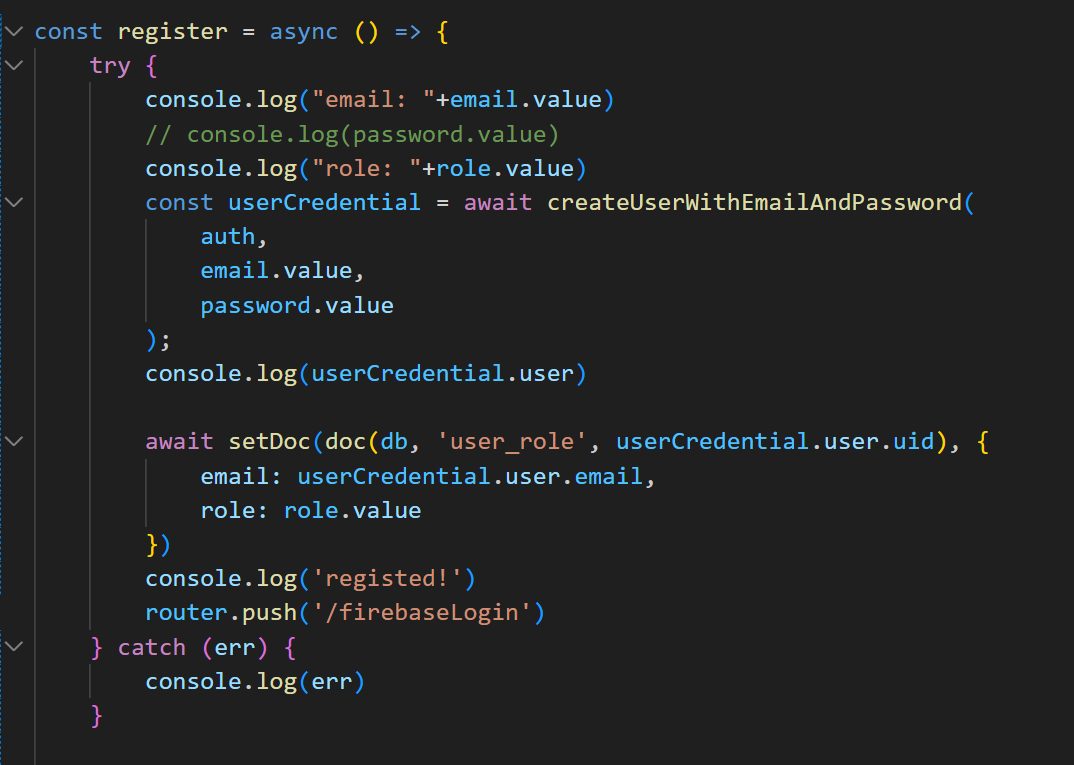 const register = async () => {
try {
console.log("email: "+email.value)
// console.log(password.value)
console.log("role: "+role.value)
const userCredential = await createUserWithEmailAndPassword(
auth,
email.value,
password.value
);
console.log(userCredential.user)
await setDoc(doc(db, 'user_role', userCredential.user.uid), {
email: userCredential.user.email,
role: role.value
})
console.log('registed!')
router.push('/firebaseLogin')
} catch (err) {
console.log(err)
}